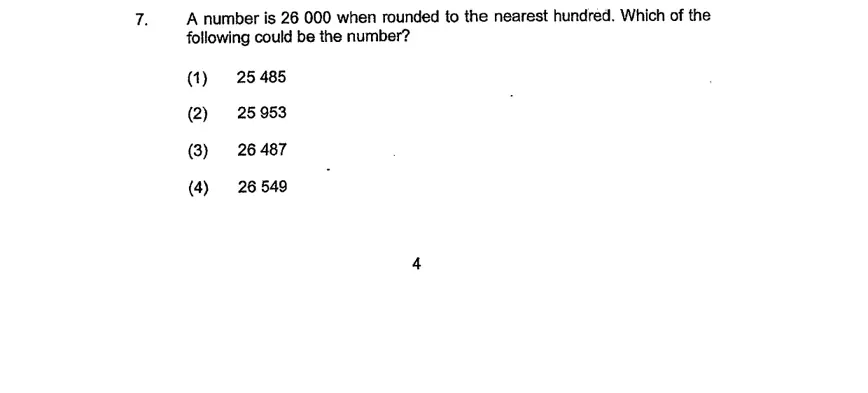 7. A number is 26 000 when rounded to the nearest hundred. Which of the
following could be the number?
(1) 25 485
(2) 25 953
(3) 26 487
(4) 26 549
4